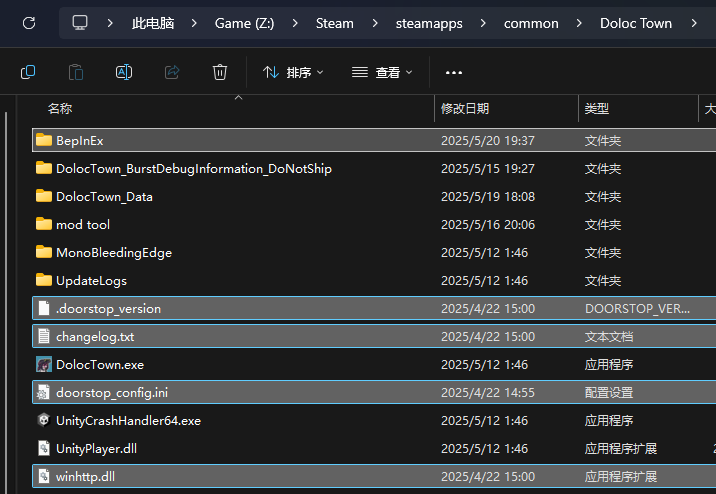 此电脑 Game (Z:) Steam steamapps common Doloc Town
排序 查看
名称 修改日期 类型
BepInEx 2025/5/20 19:37 文件夹
DolocTown_BurstDebugInformation_DoNotShip 2025/5/15 19:27 文件夹
DolocTown_Data 2025/5/19 18:08 文件夹
mod tool 2025/5/16 20:06 文件夹
MonoBleedingEdge 2025/5/12 1:46 文件夹
UpdateLogs 2025/5/12 1:46 文件夹
.doorstop_version 2025/4/22 15:00 DOORSTOP_VER...
changelog.txt 2025/4/22 15:00 文本文档
DolocTown.exe 2025/5/12 1:46 应用程序
doorstop_config.ini 2025/4/22 14:55 配置设置
UnityCrashHandler64.exe 2025/5/12 1:46 应用程序
UnityPlayer.dll 2025/5/12 1:46 应用程序扩展
winhttp.dll 2025/4/22 15:00 应用程序扩展